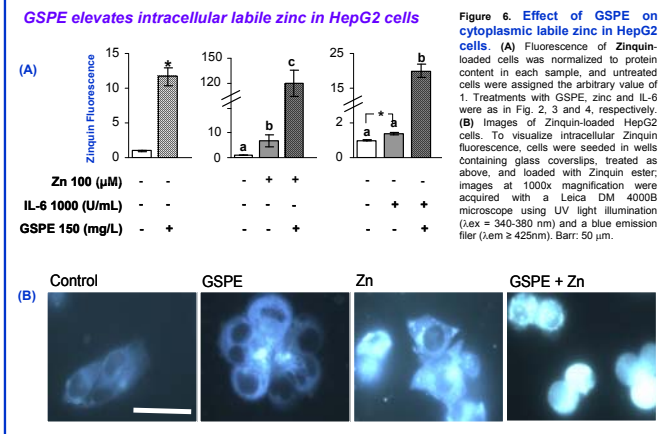 GSPE elevates intracellular labile zinc in HepG2 cells
(A)
Zinquin Fluorescence
15
10
5
0
*
150
120
10
0
a
b
c
25
15
2
0
a
* a
b
Zn 100 (µM) - - - + + - - -
IL-6 1000 (U/mL) - - - - - - + +
GSPE 150 (mg/L) - + - - + - - +
Figure 6. Effect of GSPE on
cytoplasmic labile zinc in HepG2
cells. (A) Fluorescence of Zinquin-
loaded cells was normalized to protein
content in each sample, and untreated
cells were assigned the arbitrary value of
1. Treatments with GSPE, zinc and IL-6
were as in Fig. 2, 3 and 4, respectively.
(B) Images of Zinquin-loaded HepG2
cells. To visualize intracellular Zinquin
fluorescence, cells were seeded in wells
containing glass coverslips, treated as
above, and loaded with Zinquin ester;
images at 1000x magnification were
acquired with a Leica DM 4000B
microscope using UV light illumination
(λex = 340-380 nm) and a blue emission
filer (λem ≥ 425nm). Barr: 50 µm.
(B)
Control
GSPE
Zn
GSPE + Zn